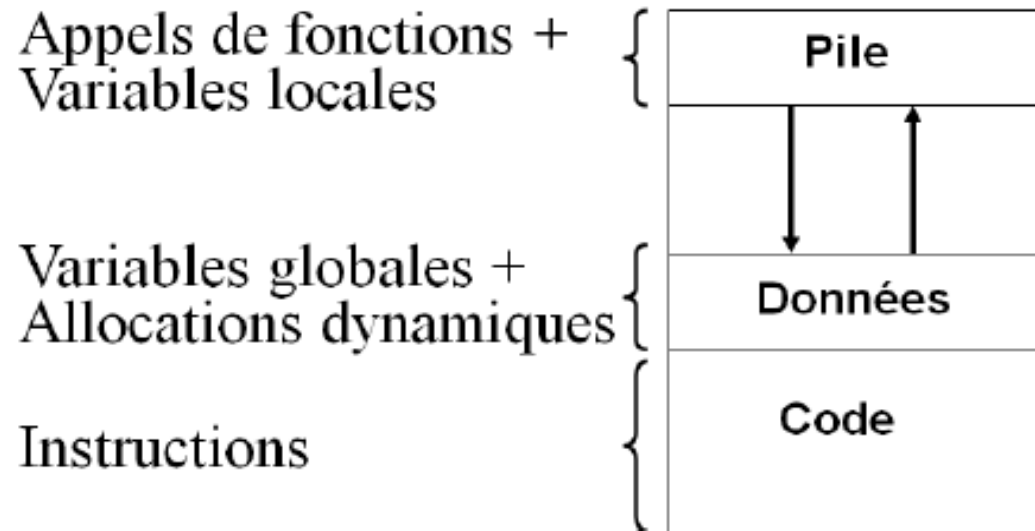 Appels de fonctions +
Variables locales
Pile
Variables globales +
Allocations dynamiques
Données
Instructions
Code